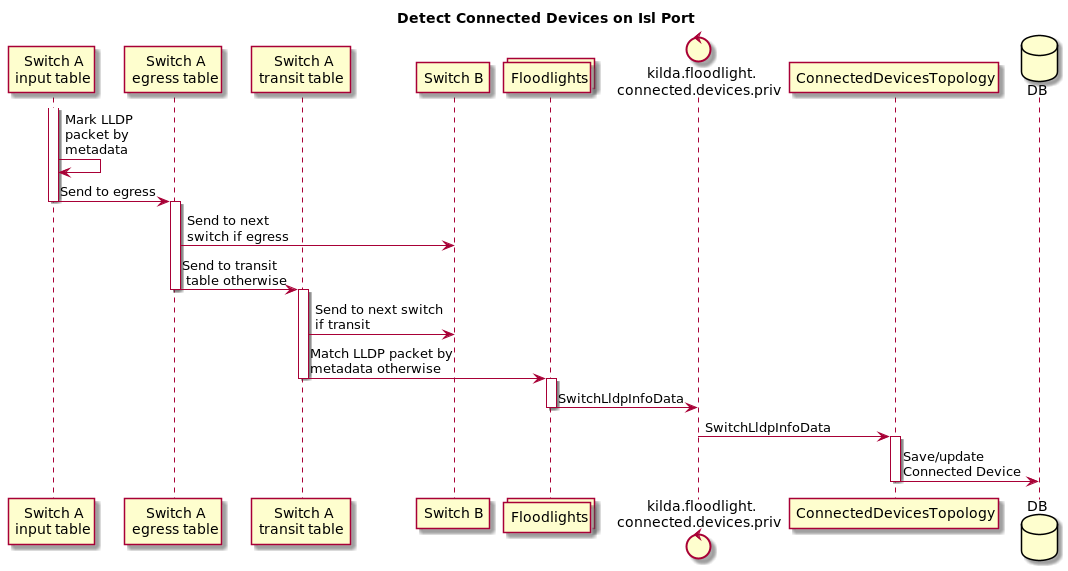 Detect Connected Devices on Isl Port
Switch A
input table
Switch A
egress table
Switch A
transit table
Switch B
Floodlights
kilda.floodlight.
connected.devices.priv
ConnectedDevicesTopology
DB
Mark LLDP
packet by
metadata
Send to egress
Send to next
switch if egress
Send to transit
table otherwise
Send to next switch
if transit
Match LLDP packet by
metadata otherwise
SwitchLldpInfoData
SwitchLldpInfoData
Save/update
Connected Device
Switch A
input table
Switch A
egress table
Switch A
transit table
Switch B
Floodlights
kilda.floodlight.
connected.devices.priv
ConnectedDevicesTopology
DB